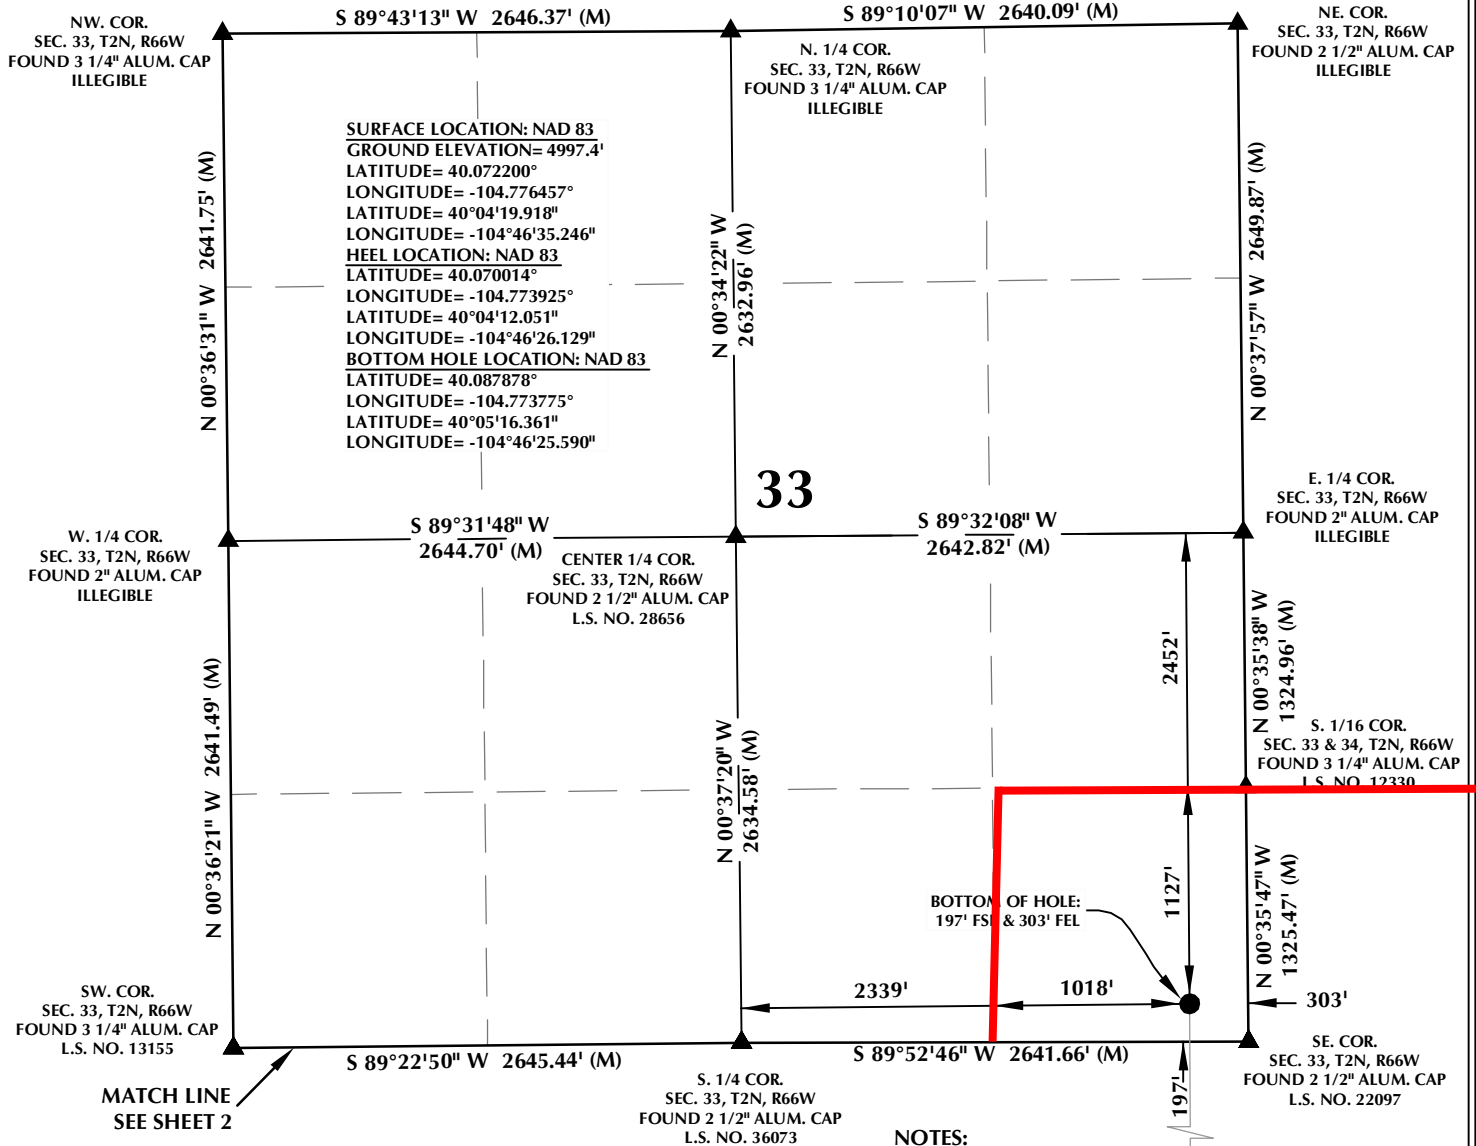 S 89°43'13" W 2646.37' (M)
S 89°10'07" W 2640.09' (M)
NW. COR.
SEC. 33, T2N, R66W
FOUND 3 1/4" ALUM. CAP
ILLEGIBLE
N. 1/4 COR.
SEC. 33, T2N, R66W
FOUND 3 1/4" ALUM. CAP
ILLEGIBLE
NE. COR.
SEC. 33, T2N, R66W
FOUND 2 1/2" ALUM. CAP
ILLEGIBLE
SURFACE LOCATION: NAD 83
GROUND ELEVATION= 4997.4'
LATITUDE= 40.072200°
LONGITUDE= -104.776457°
LATITUDE= 40°04'19.918"
LONGITUDE= -104°46'35.246"
HEEL LOCATION: NAD 83
LATITUDE= 40.070014°
LONGITUDE= -104.773925°
LATITUDE= 40°04'12.051"
LONGITUDE= -104°46'26.129"
BOTTOM HOLE LOCATION: NAD 83
LATITUDE= 40.087878°
LONGITUDE= -104.773775°
LATITUDE= 40°05'16.361"
LONGITUDE= -104°46'25.590"
N 00°36'31" W 2641.75' (M)
N 00°34'22" W
2632.96' (M)
N 00°37'57" W 2649.87' (M)
33
W. 1/4 COR.
SEC. 33, T2N, R66W
FOUND 2" ALUM. CAP
ILLEGIBLE
S 89°31'48" W
2644.70' (M)
CENTER 1/4 COR.
SEC. 33, T2N, R66W
FOUND 2 1/2" ALUM. CAP
L.S. NO. 28656
S 89°32'08" W
2642.82' (M)
E. 1/4 COR.
SEC. 33, T2N, R66W
FOUND 2" ALUM. CAP
ILLEGIBLE
2452'
N 00°35'38" W
1324.96' (M)
S. 1/16 COR.
SEC. 33 & 34, T2N, R66W
FOUND 3 1/4" ALUM. CAP
L.S. NO. 12330
N 00°36'21" W 2641.49' (M)
N 00°37'20" W
2634.58' (M)
1127'
N 00°35'47" W
1325.47' (M)
BOTTOM OF HOLE:
197' FSL & 303' FEL
2339'
1018'
303'
SW. COR.
SEC. 33, T2N, R66W
FOUND 3 1/4" ALUM. CAP
L.S. NO. 13155
S 89°22'50" W 2645.44' (M)
S 89°52'46" W 2641.66' (M)
MATCH LINE
SEE SHEET 2
S. 1/4 COR.
SEC. 33, T2N, R66W
FOUND 2 1/2" ALUM. CAP
L.S. NO. 36073
197'
SE. COR.
SEC. 33, T2N, R66W
FOUND 2 1/2" ALUM. CAP
L.S. NO. 22097
NOTES: